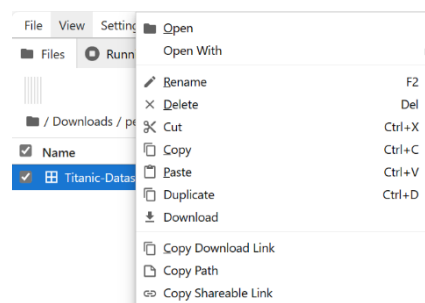 File View Setting
Files Runn
/ Downloads / pe
Name
Titanic-Datas
Open
Open With
Rename F2
Delete Del
Cut Ctrl+X
Copy Ctrl+C
Paste Ctrl+V
Duplicate Ctrl+D
Download
Copy Download Link
Copy Path
Copy Shareable Link